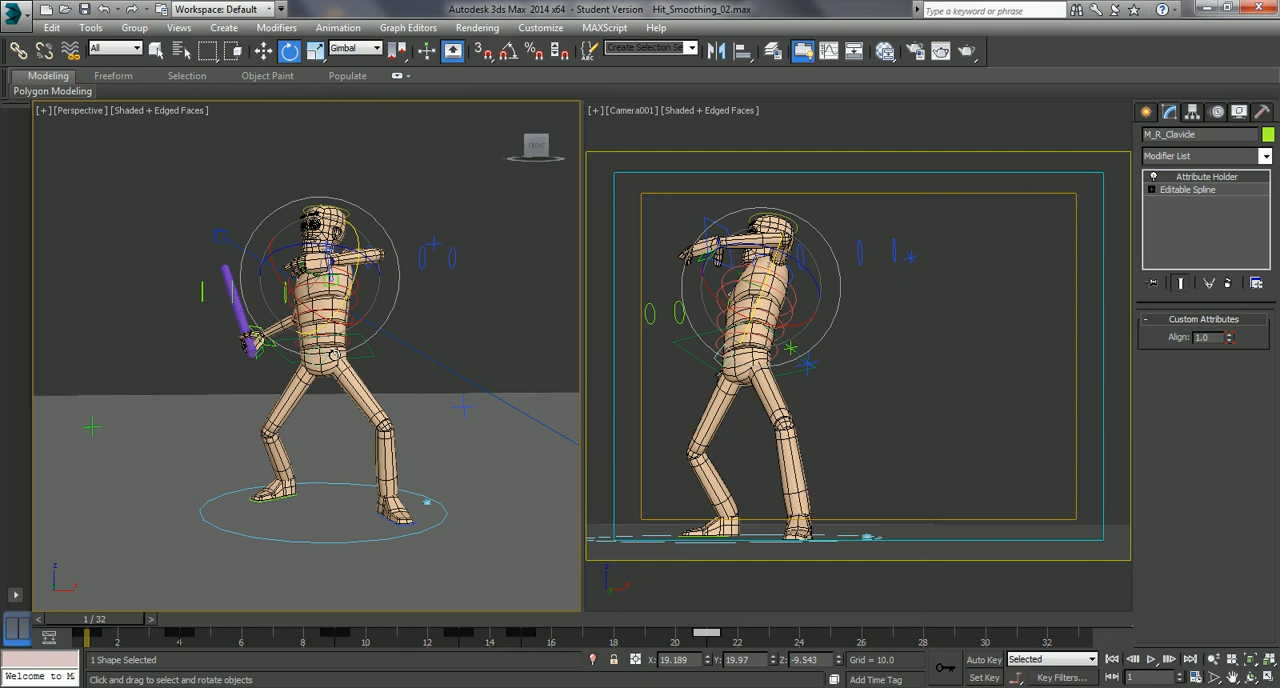 Workspace: Default
Autodesk 3ds Max 2014 x64 - Student Version Hit_Smoothing_02.max
Type a keyword or phrase
Edit Tools Group Views Create Modifiers Animation Graph Editors Rendering Customize MAXScript Help
All
Gimbal
Create Selection Se
Modeling Freeform Selection Object Paint Populate
Polygon Modeling
[+] [Perspective] [Shaded + Edged Faces]
[+] [Camera001] [Shaded + Edged Faces]
FRONT
M_R_Clavide
Modifier List
Attribute Holder
Editable Spline
- Custom Attributes
Align: 1.0
z
x
z
x
< 1 / 32 >
2 4 6 8 10 12 14 16 18 20 22 24 26 28 30 32
1 Shape Selected
X: 19.189 Y: 19.97 Z: -9.543 Grid = 10.0
Auto Key Selected
Welcome to M
Click and drag to select and rotate objects
Add Time Tag
Set Key Key Filters... 1